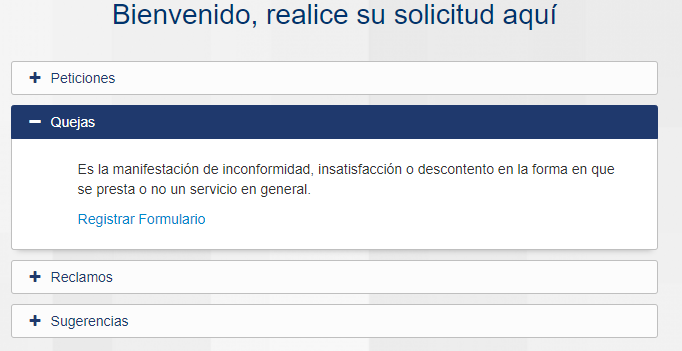 Bienvenido, realice su solicitud aquí
Peticiones
Quejas
Es la manifestación de inconformidad, insatisfacción o descontento en la forma en que
se presta o no un servicio en general.
Registrar Formulario
Reclamos
Sugerencias